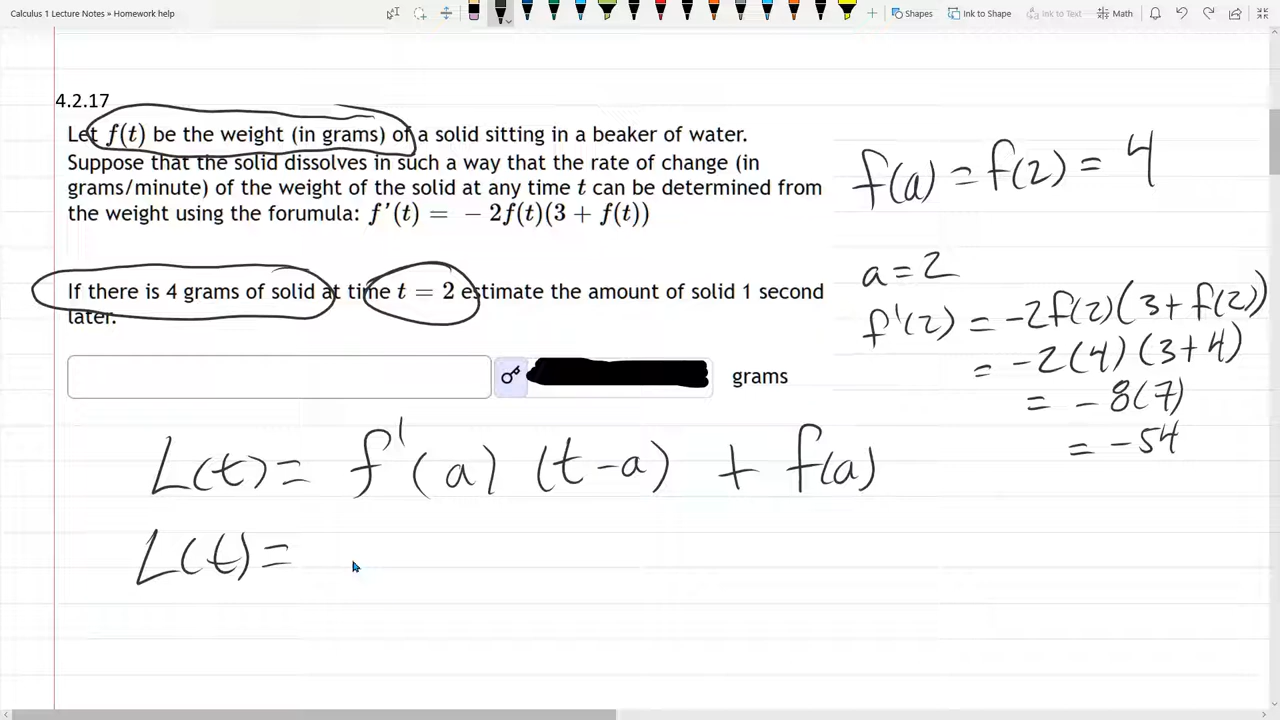 Calculus 1 Lecture Notes » Homework help
Shapes Ink to Shape Ink to Text Math
4.2.17
Let f(t) be the weight (in grams) of a solid sitting in a beaker of water.
Suppose that the solid dissolves in such a way that the rate of change (in
grams/minute) of the weight of the solid at any time t can be determined from
the weight using the forumula: f'(t) = − 2f(t)(3 + f(t))
If there is 4 grams of solid at time t = 2 estimate the amount of solid 1 second
later.
grams
f(a) = f(2) = 4
a = 2
f'(2) = -2f(2)(3+f(2))
= -2(4)(3+4)
= -8(7)
= -54
L(t) = f'(a) (t-a) + f(a)
L(t) =